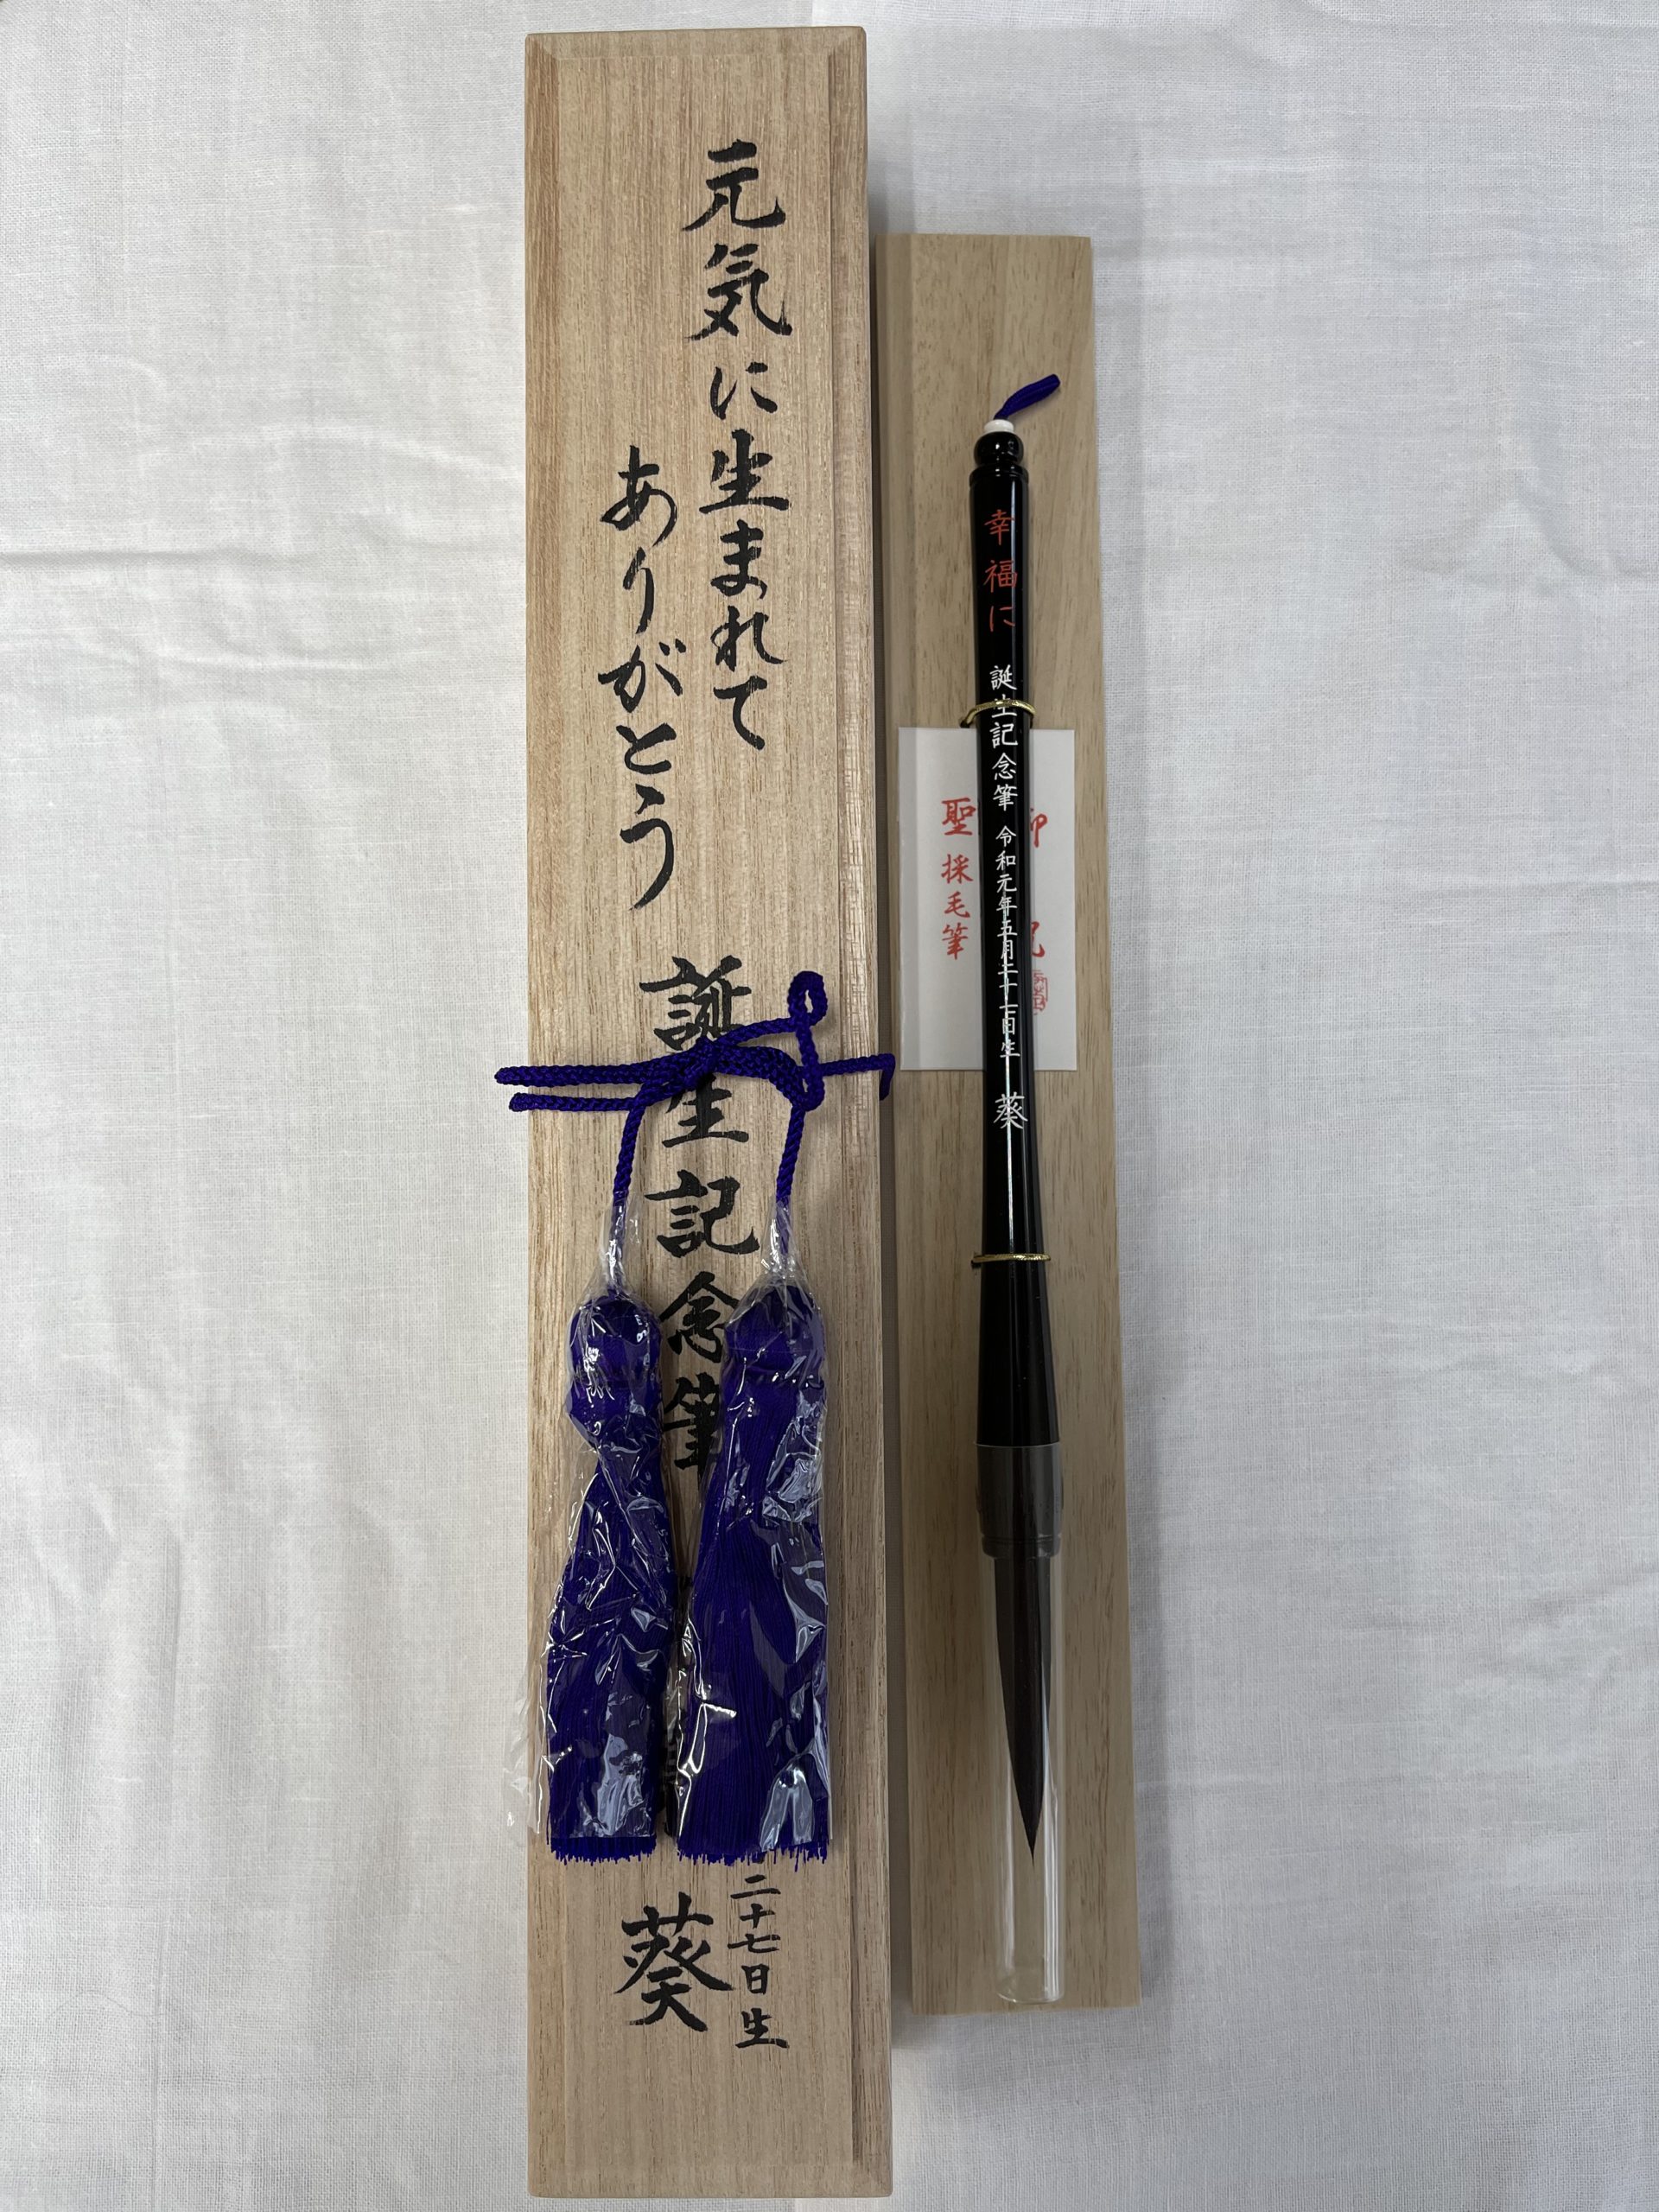 元気に生まれて
ありがとう
誕生記念筆
二十七日生
葵
幸福に 誕生記念筆 令和元年五月二十七日生 葵
聖 採毛筆